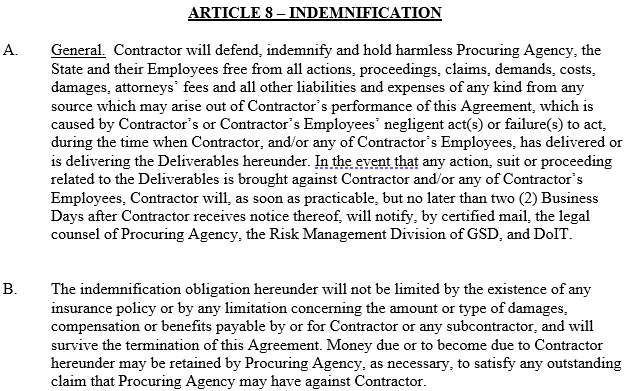 ARTICLE 8 – INDEMNIFICATION
A. General. Contractor will defend, indemnify and hold harmless Procuring Agency, the
State and their Employees free from all actions, proceedings, claims, demands, costs,
damages, attorneys’ fees and all other liabilities and expenses of any kind from any
source which may arise out of Contractor’s performance of this Agreement, which is
caused by Contractor’s or Contractor’s Employees’ negligent act(s) or failure(s) to act,
during the time when Contractor, and/or any of Contractor’s Employees, has delivered or
is delivering the Deliverables hereunder. In the event that any action, suit or proceeding
related to the Deliverables is brought against Contractor and/or any of Contractor’s
Employees, Contractor will, as soon as practicable, but no later than two (2) Business
Days after Contractor receives notice thereof, will notify, by certified mail, the legal
counsel of Procuring Agency, the Risk Management Division of GSD, and DoIT.
B. The indemnification obligation hereunder will not be limited by the existence of any
insurance policy or by any limitation concerning the amount or type of damages,
compensation or benefits payable by or for Contractor or any subcontractor, and will
survive the termination of this Agreement. Money due or to become due to Contractor
hereunder may be retained by Procuring Agency, as necessary, to satisfy any outstanding
claim that Procuring Agency may have against Contractor.